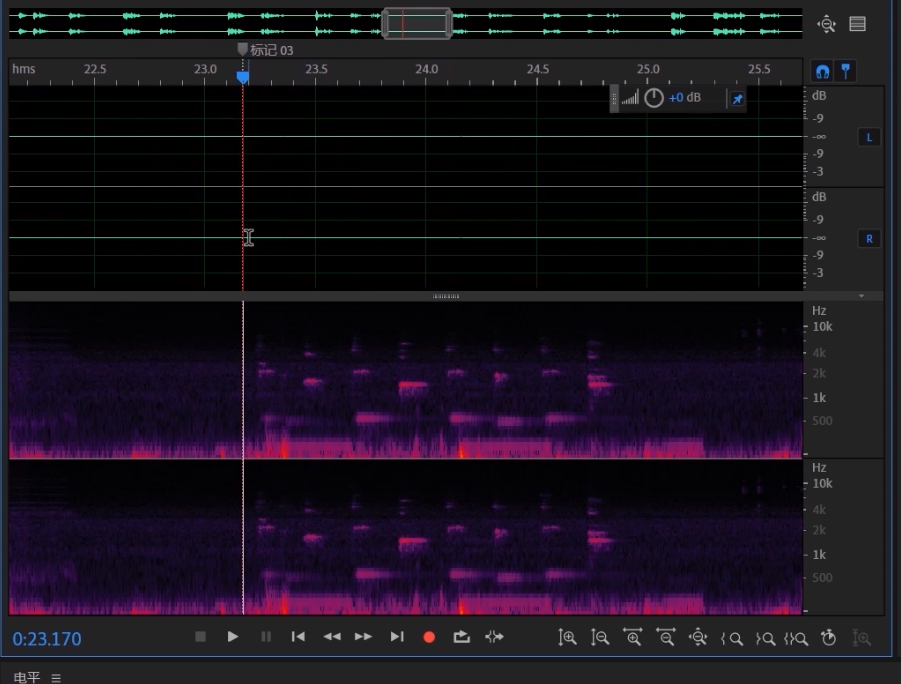 标记 03
hms 22.5 23.0 23.5 24.0 24.5 25.0 25.5
+0 dB
dB
-9
-∞
-9
-3
L
dB
-9
-∞
-9
-3
R
Hz
10k
4k
2k
1k
500
Hz
10k
4k
2k
1k
500
0:23.170
电平